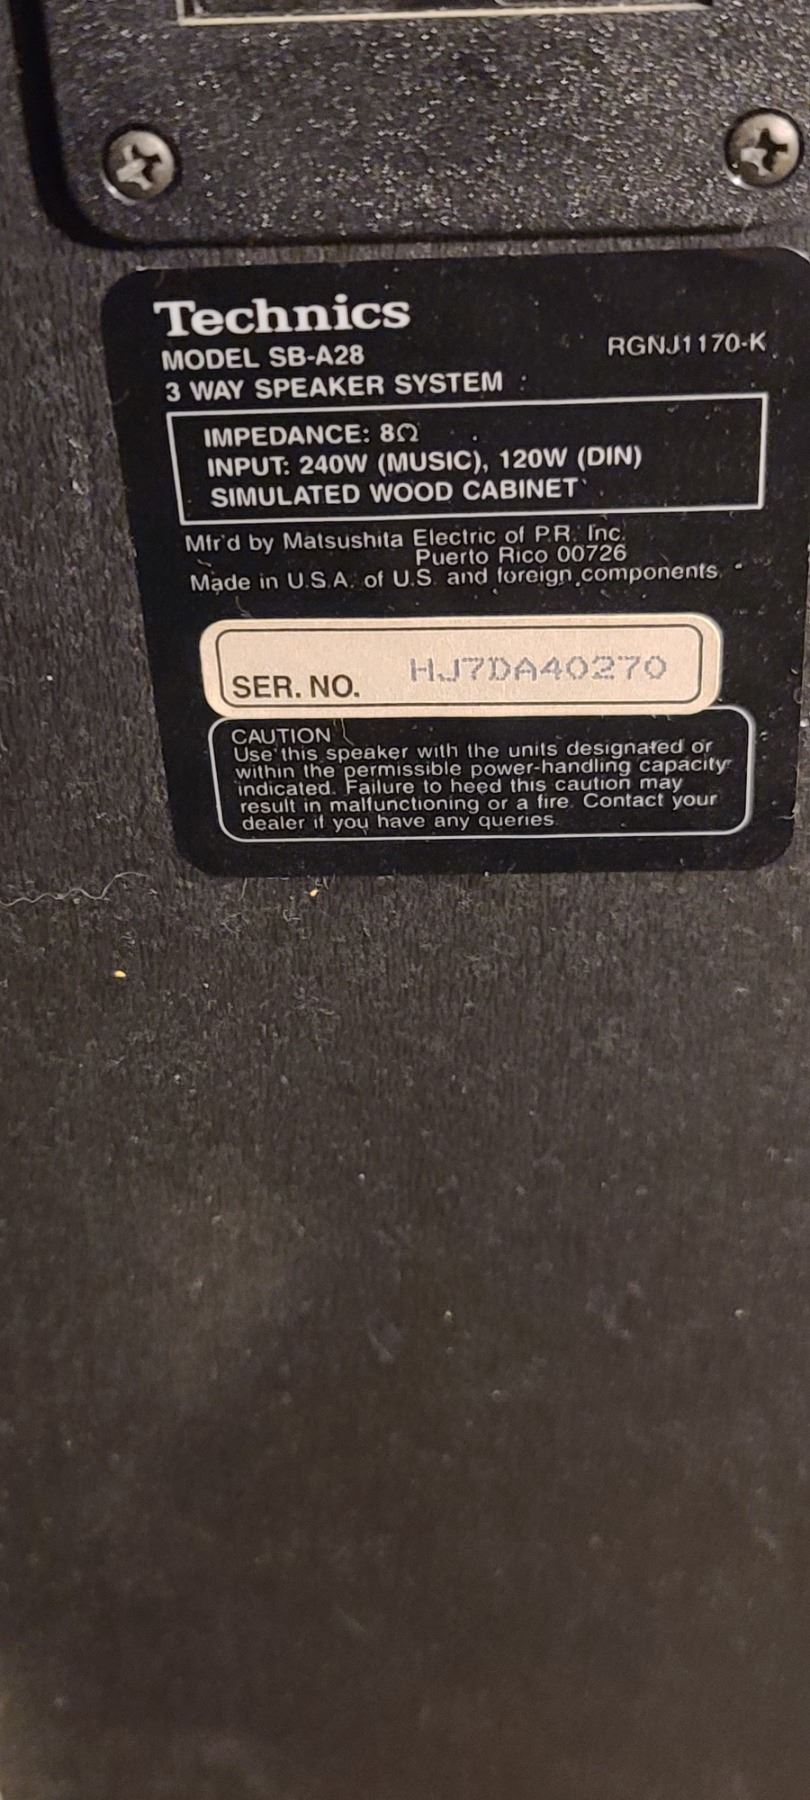 Technics
MODEL SB-A28
RGNJ1170-K
3 WAY SPEAKER SYSTEM
IMPEDANCE: 8Ω
INPUT: 240W (MUSIC), 120W (DIN)
SIMULATED WOOD CABINET
Mfr'd by Matsushita Electric of P.R. Inc.
Puerto Rico 00726
Made in U.S.A. of U.S. and foreign components.
SER. NO. HJ7DA40270
CAUTION
Use this speaker with the units designated or
within the permissible power-handling capacity
indicated. Failure to heed this caution may
result in malfunctioning or a fire. Contact your
dealer if you have any queries.